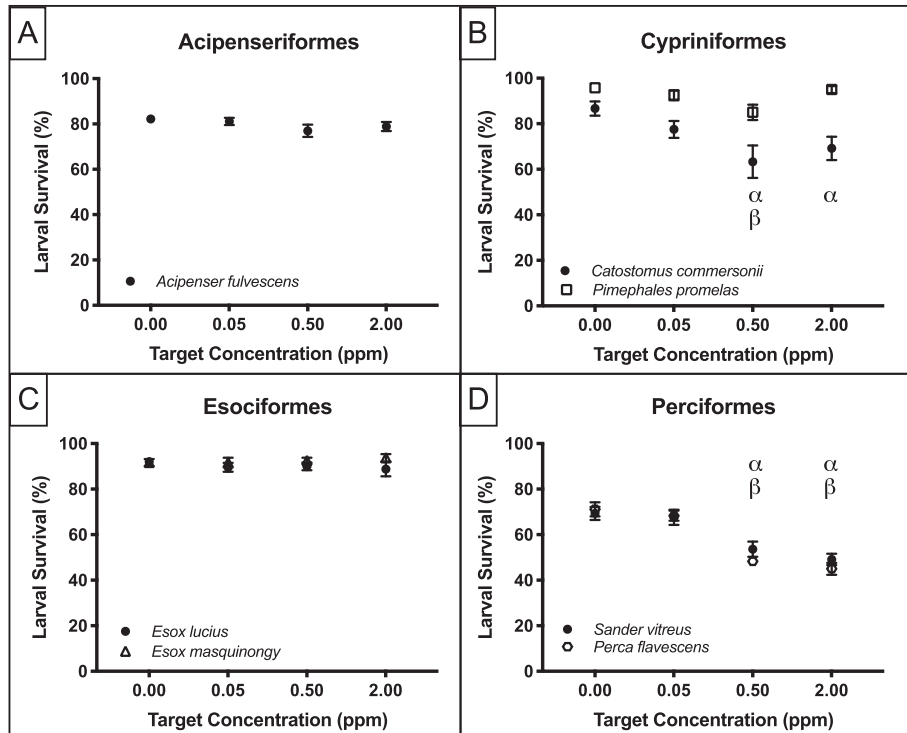 A
Acipenseriformes
Larval Survival (%)
100
80
60
40
20
0
Acipenser fulvescens
0.00 0.05 0.50 2.00
Target Concentration (ppm)
B
Cypriniformes
Larval Survival (%)
100
80
60
40
20
0
α α
β
Catostomus commersonii
Pimephales promelas
0.00 0.05 0.50 2.00
Target Concentration (ppm)
C
Esociformes
Larval Survival (%)
100
80
60
40
20
0
Esox lucius
Esox masquinongy
0.00 0.05 0.50 2.00
Target Concentration (ppm)
D
Perciformes
Larval Survival (%)
100
80
60
40
20
0
α α
β β
Sander vitreus
Perca flavescens
0.00 0.05 0.50 2.00
Target Concentration (ppm)